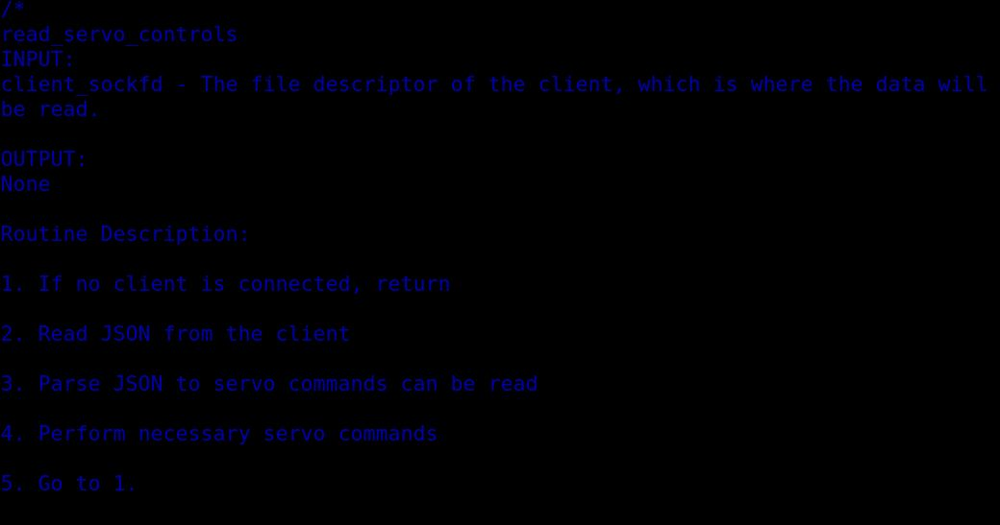 /*
read_servo_controls
INPUT:
client_sockfd - The file descriptor of the client, which is where the data will
be read.
OUTPUT:
None
Routine Description:
1. If no client is connected, return
2. Read JSON from the client
3. Parse JSON to servo commands can be read
4. Perform necessary servo commands
5. Go to 1.